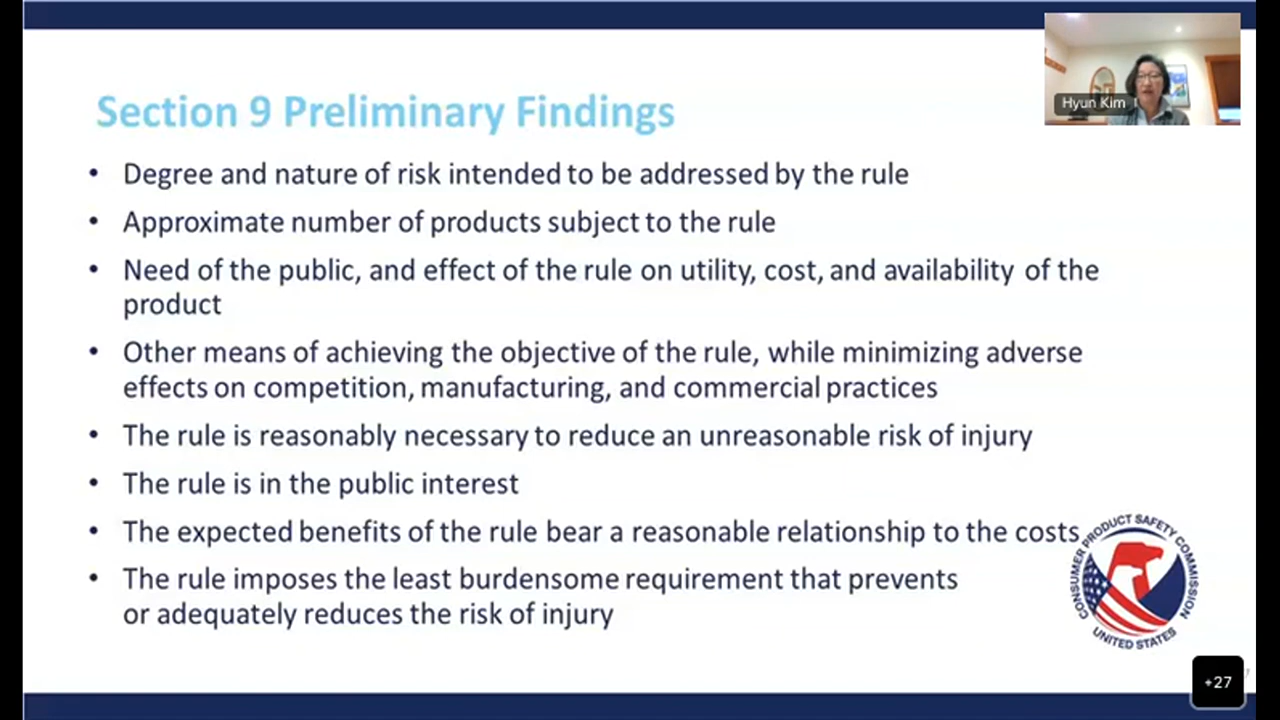 Hyun Kim
Section 9 Preliminary Findings
• Degree and nature of risk intended to be addressed by the rule
• Approximate number of products subject to the rule
• Need of the public, and effect of the rule on utility, cost, and availability of the
product
• Other means of achieving the objective of the rule, while minimizing adverse
effects on competition, manufacturing, and commercial practices
• The rule is reasonably necessary to reduce an unreasonable risk of injury
• The rule is in the public interest
• The expected benefits of the rule bear a reasonable relationship to the costs
• The rule imposes the least burdensome requirement that prevents
or adequately reduces the risk of injury
CONSUMER PRODUCT SAFETY COMMISSION
UNITED STATES
+27